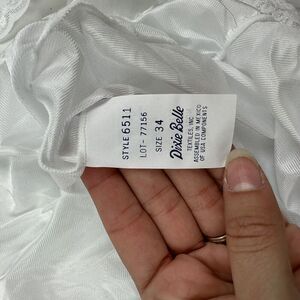 STYLE 6511
LOT- 77156
SIZE 34
Dixie Belle
TEXTILES, INC.
ASSEMBLED IN MEXICO
OF USA COMPONENTS